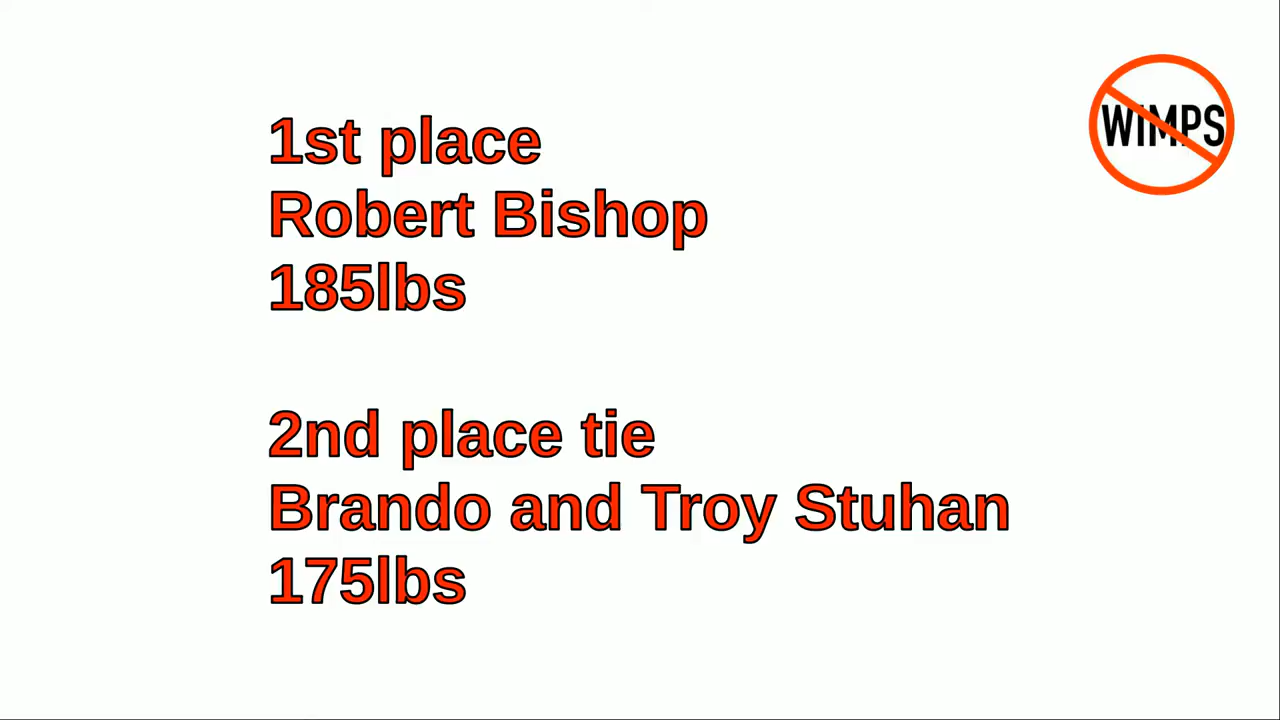 1st place
Robert Bishop
185lbs
2nd place tie
Brando and Troy Stuhan
175lbs
WIMPS